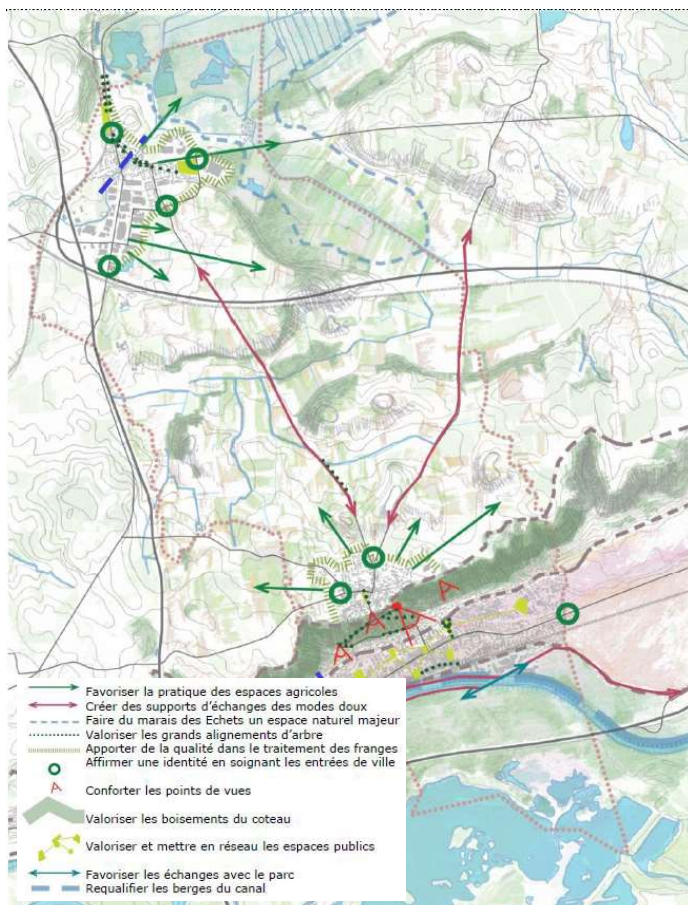 Favoriser la pratique des espaces agricoles
Créer des supports d'échanges des modes doux
Faire du marais des Echets un espace naturel majeur
Valoriser les grands alignements d'arbre
Apporter de la qualité dans le traitement des franges
Affirmer une identité en soignant les entrées de ville
Conforter les points de vues
Valoriser les boisements du coteau
Valoriser et mettre en réseau les espaces publics
Favoriser les échanges avec le parc
Requalifier les berges du canal